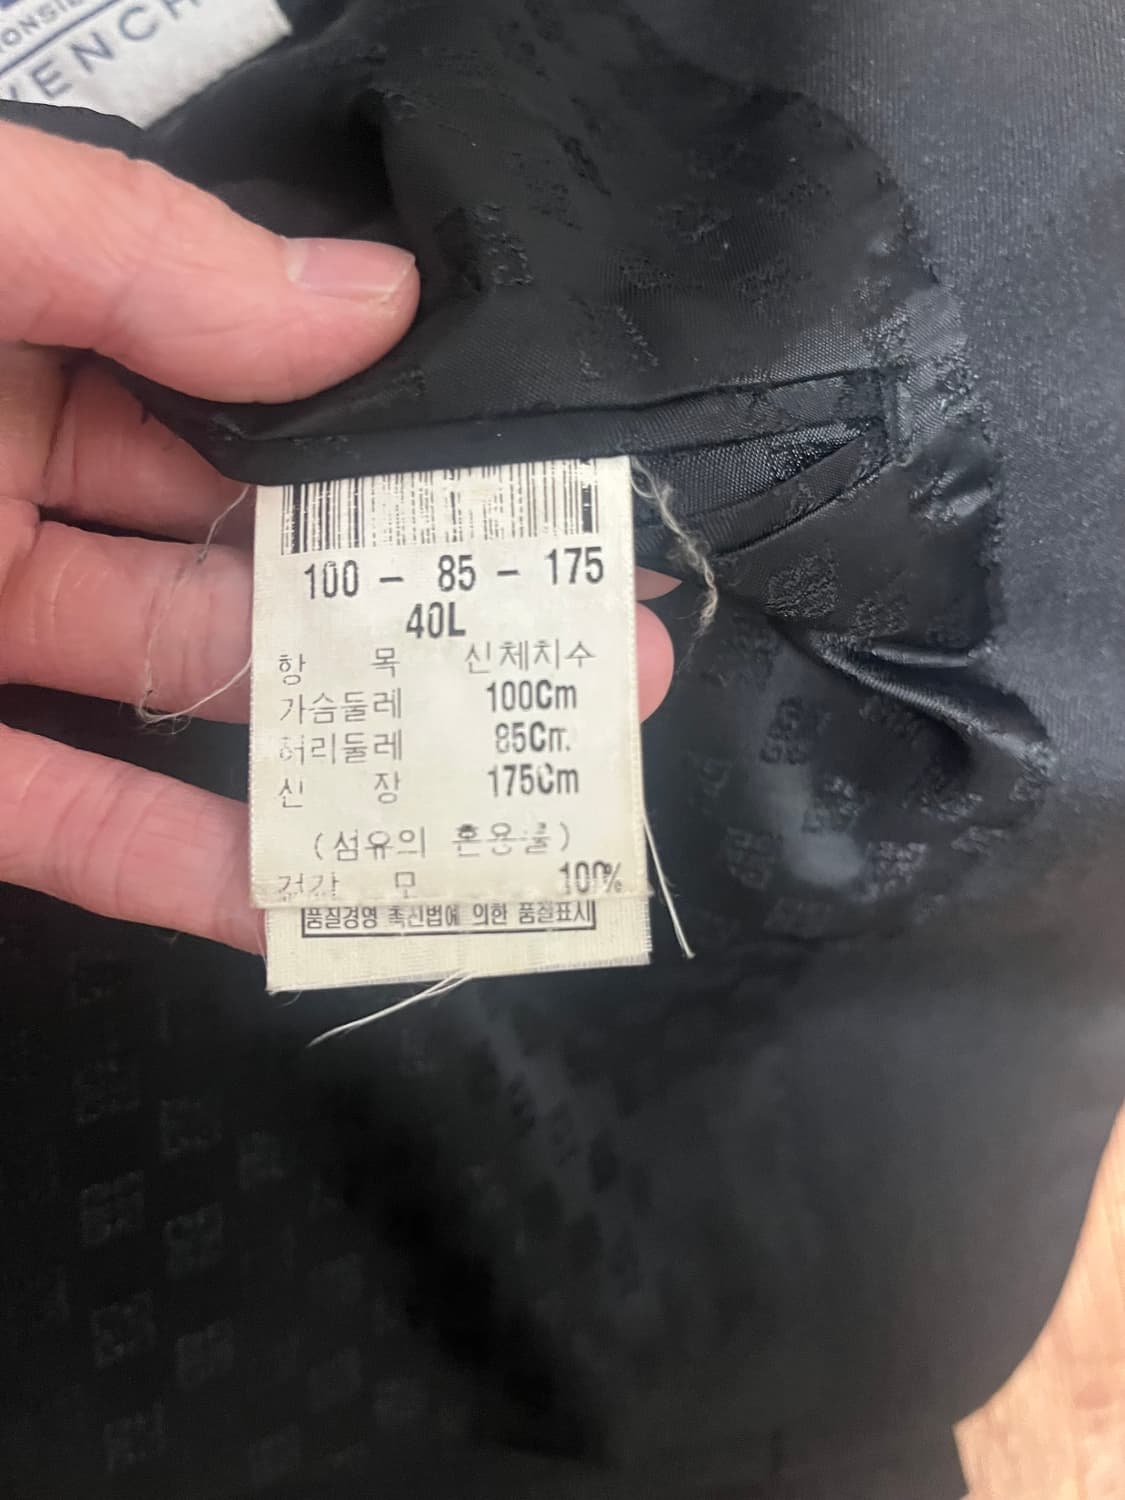 100 - 85 - 175
40L
항 목 신체치수
가슴둘레 100Cm
허리둘레 85Cm
신 장 175Cm
(섬유의 혼용률)
겉감 모 100%
품질경영 촉진법에 의한 품질표시